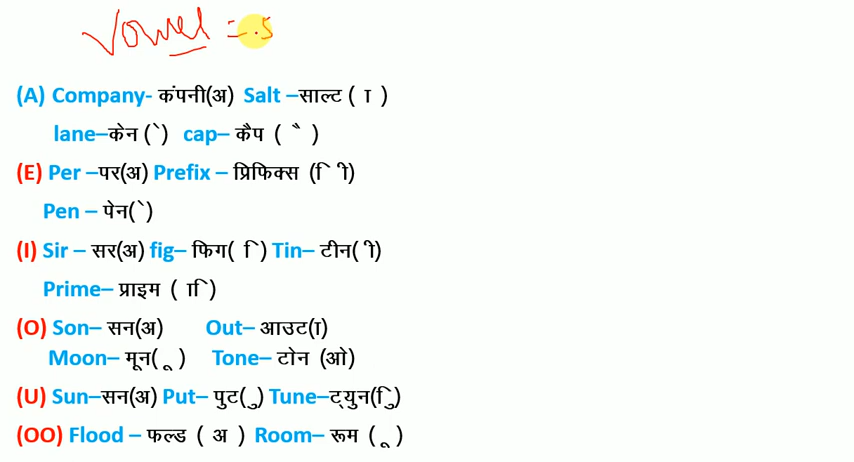 Vowel = 5
(A) Company- कंपनी(अ) Salt –साल्ट ( ा )
lane–केन (े) cap– कैप ( ै )
(E) Per –पर(अ) Prefix – प्रिफिक्स (ि ी)
Pen – पेन(े)
(I) Sir – सर(अ) fig– फिग( ि) Tin– टीन(ी)
Prime– प्राइम ( ाि)
(O) Son– सन(अ) Out– आउट(ा)
Moon– मून(ू ) Tone– टोन (ओ)
(U) Sun–सन(अ) Put– पुट(ु) Tune–ट्युन(िु)
(OO) Flood – फल्ड ( अ ) Room– रूम (ू )